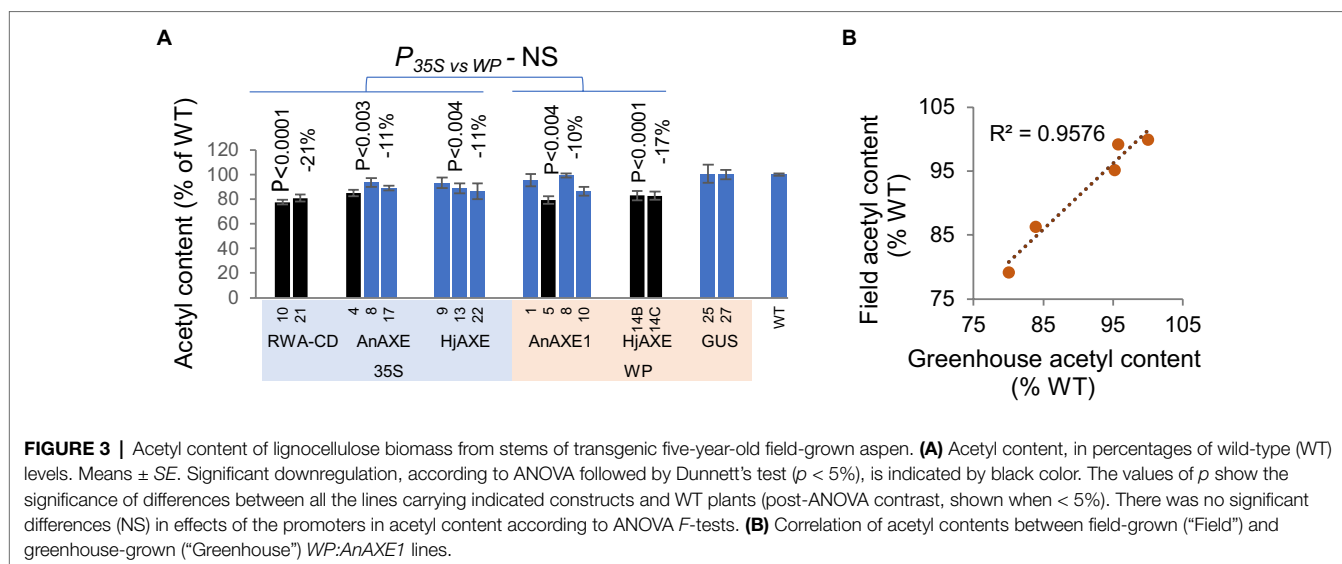 A
B
P35S vs WP - NS
P<0.0001
-21%
P<0.003
-11%
P<0.004
-11%
P<0.004
-10%
P<0.0001
-17%
Acetyl content (% of WT)
120
100
80
60
40
20
0
10 21 4 8 17 9 13 22 1 5 8 10 14B 14C 25 27 WT
RWA-CD AnAXE HjAXE AnAXE1 HjAXE GUS
35S WP
105
95
85
75
R² = 0.9576
Field acetyl content
(% WT)
75 85 95 105
Greenhouse acetyl content
(% WT)
FIGURE 3 | Acetyl content of lignocellulose biomass from stems of transgenic five-year-old field-grown aspen. (A) Acetyl content, in percentages of wild-type (WT)
levels. Means ± SE. Significant downregulation, according to ANOVA followed by Dunnett’s test (p < 5%), is indicated by black color. The values of p show the
significance of differences between all the lines carrying indicated constructs and WT plants (post-ANOVA contrast, shown when < 5%). There was no significant
differences (NS) in effects of the promoters in acetyl content according to ANOVA F-tests. (B) Correlation of acetyl contents between field-grown (“Field”) and
greenhouse-grown (“Greenhouse”) WP:AnAXE1 lines.